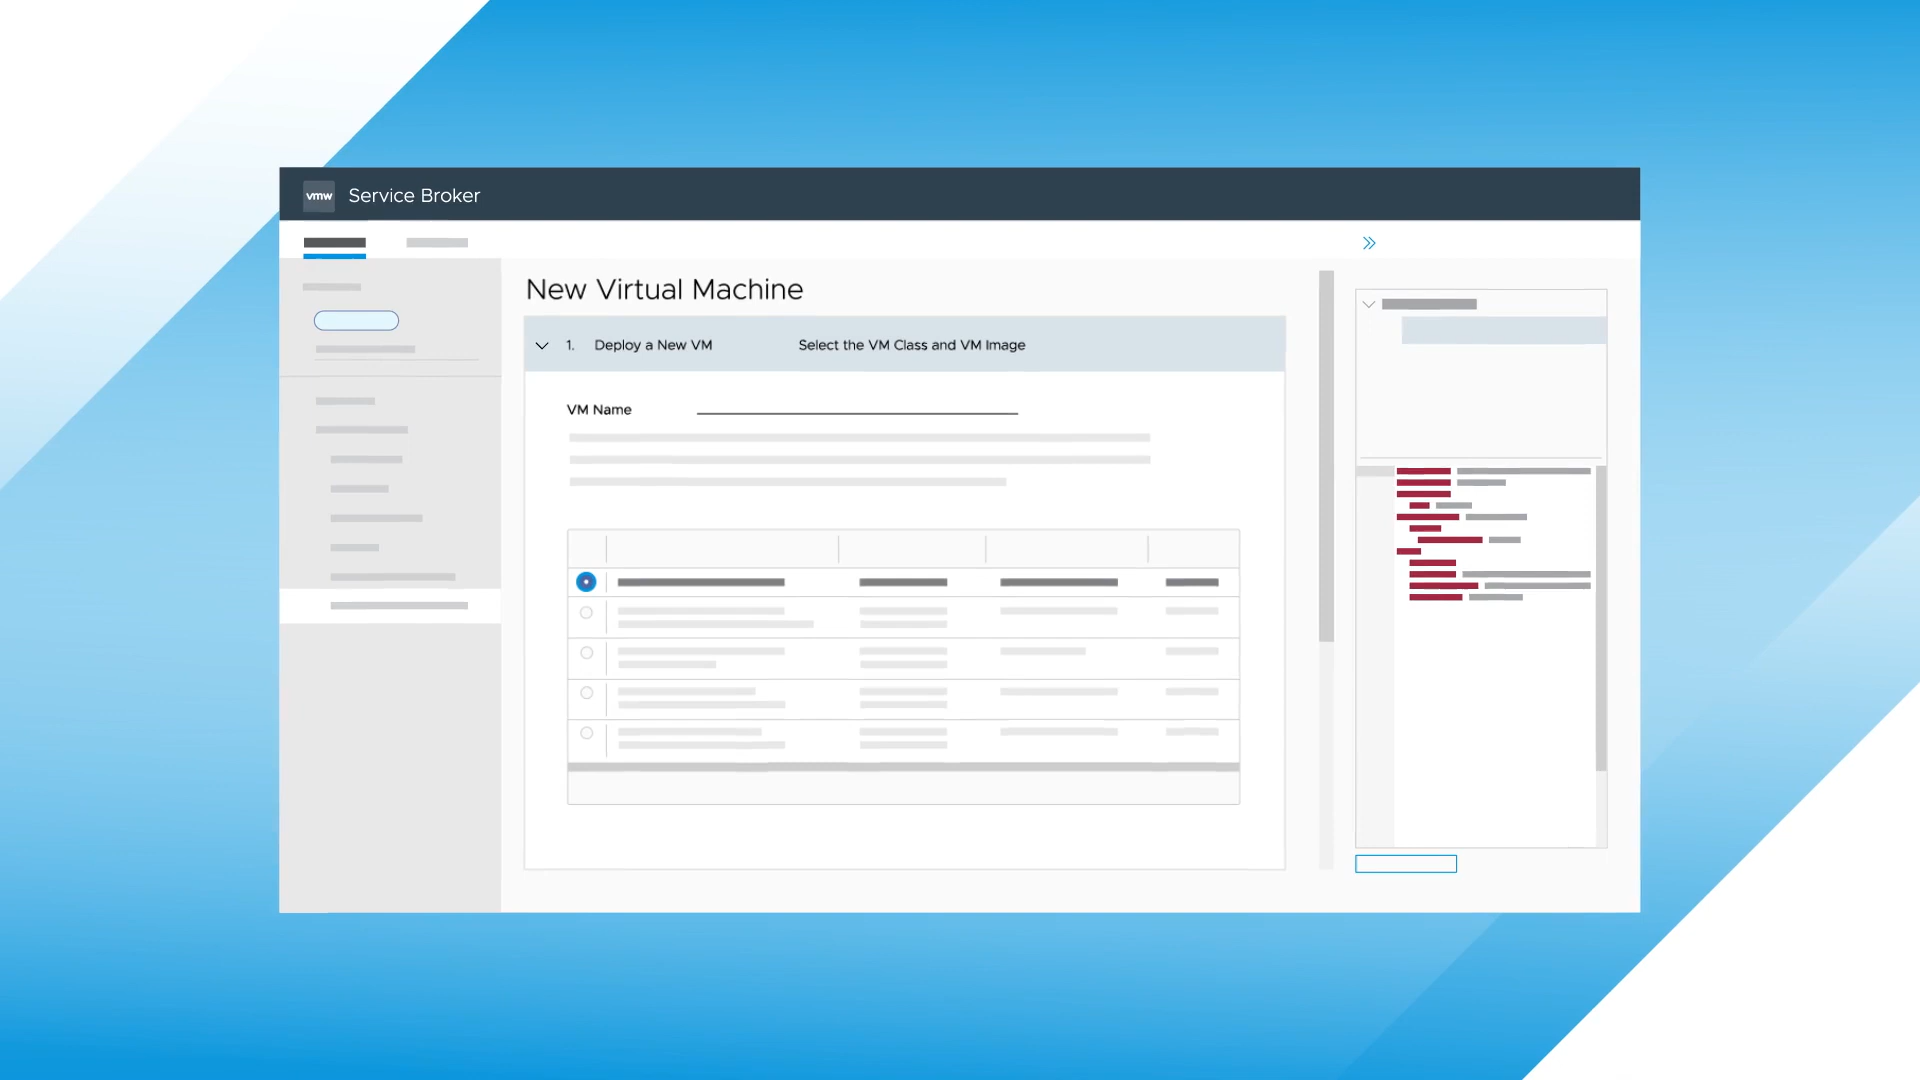 vmw Service Broker
New Virtual Machine
1. Deploy a New VM Select the VM Class and VM Image
VM Name